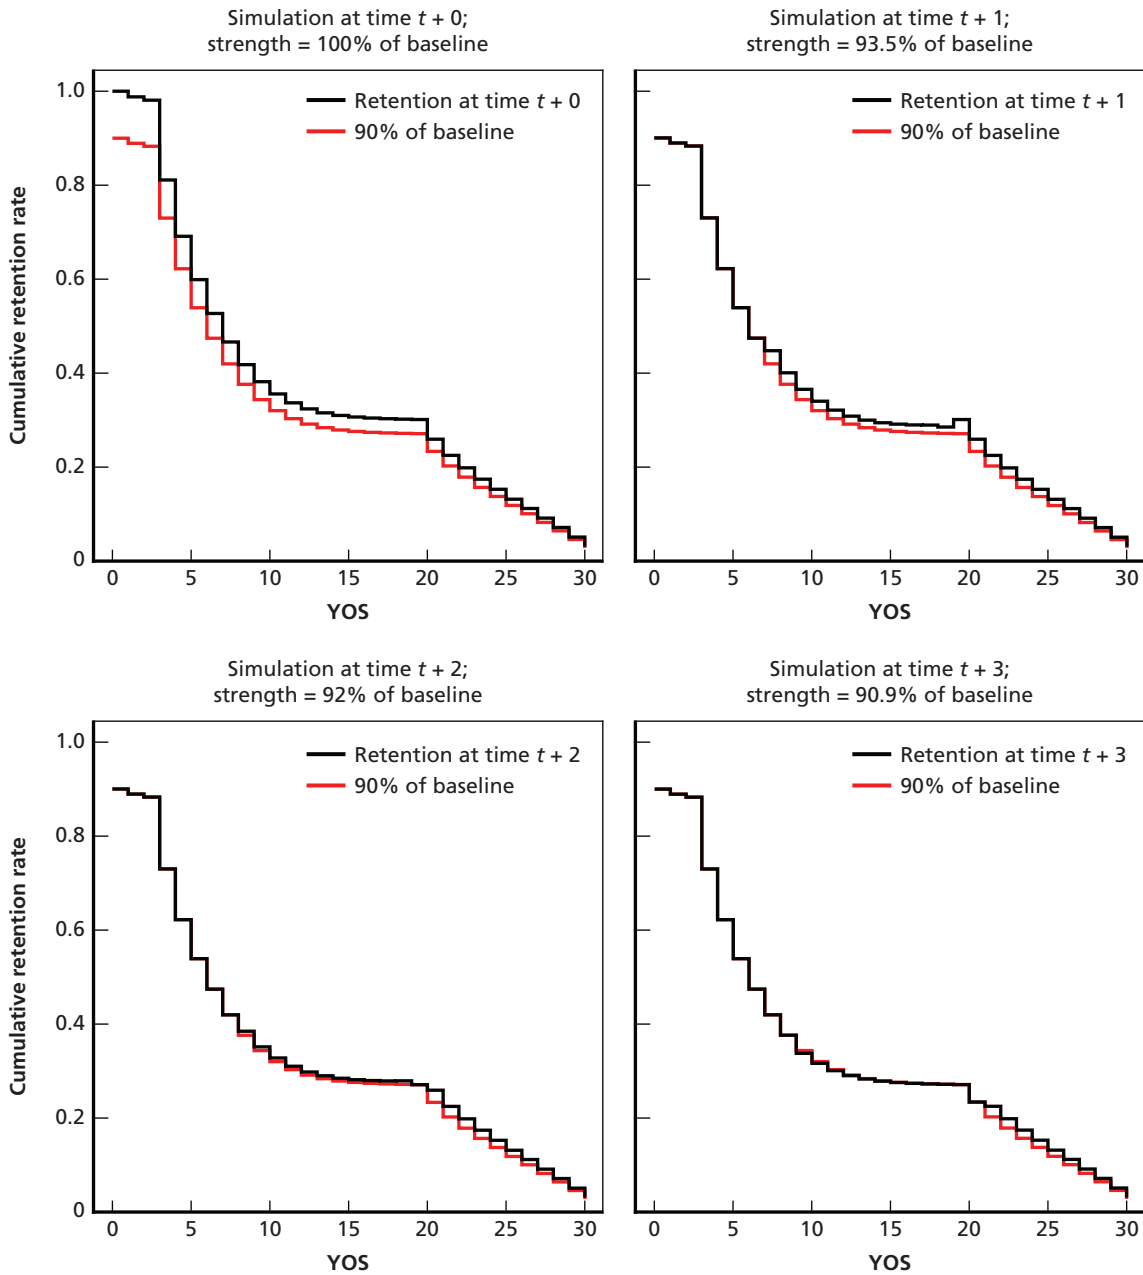 Simulation at time t + 0;
strength = 100% of baseline
Retention at time t + 0
90% of baseline
Cumulative retention rate
1.0
0.8
0.6
0.4
0.2
0
0 5 10 15 20 25 30
YOS
Simulation at time t + 1;
strength = 93.5% of baseline
Retention at time t + 1
90% of baseline
0 5 10 15 20 25 30
YOS
Simulation at time t + 2;
strength = 92% of baseline
Retention at time t + 2
90% of baseline
Cumulative retention rate
1.0
0.8
0.6
0.4
0.2
0
0 5 10 15 20 25 30
YOS
Simulation at time t + 3;
strength = 90.9% of baseline
Retention at time t + 3
90% of baseline
0 5 10 15 20 25 30
YOS